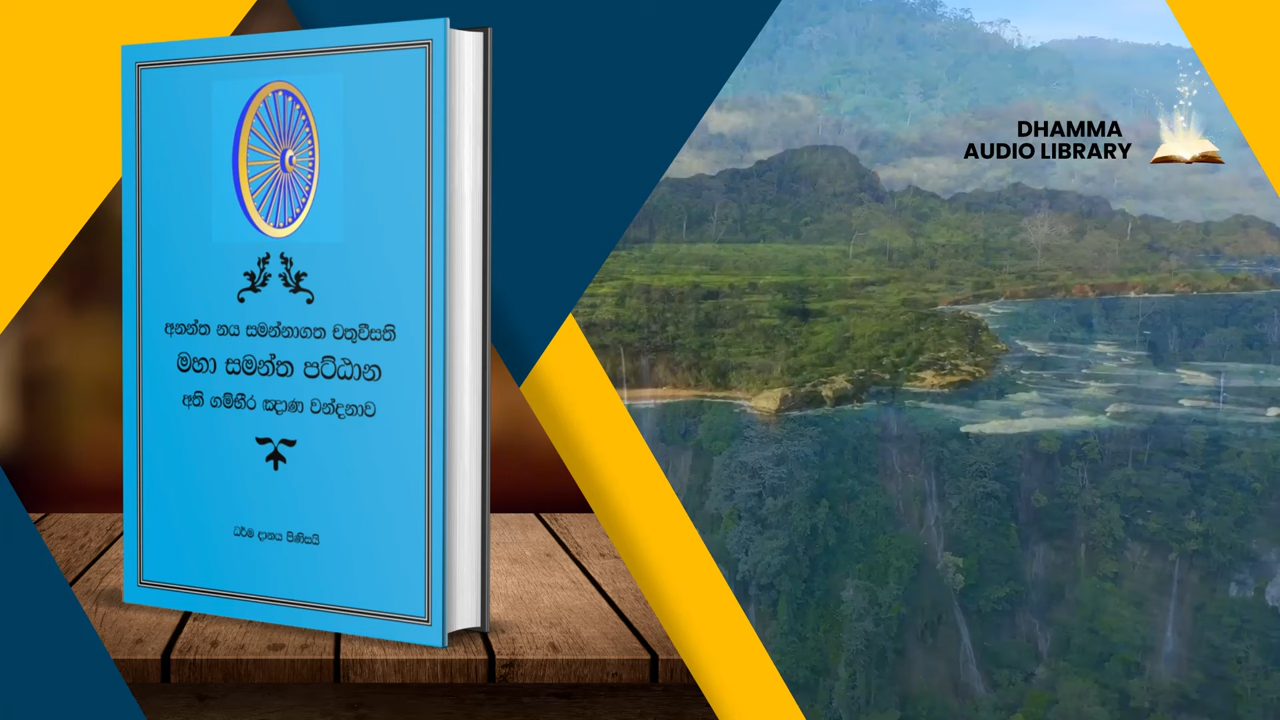 අනන්ත නය සමන්නාගත චතුවීසති
මහා සමන්ත පට්ඨාන
අති ගම්භීර ඤාණ වන්දනාව
ධර්ම දානය පිණිසයි
DHAMMA
AUDIO LIBRARY